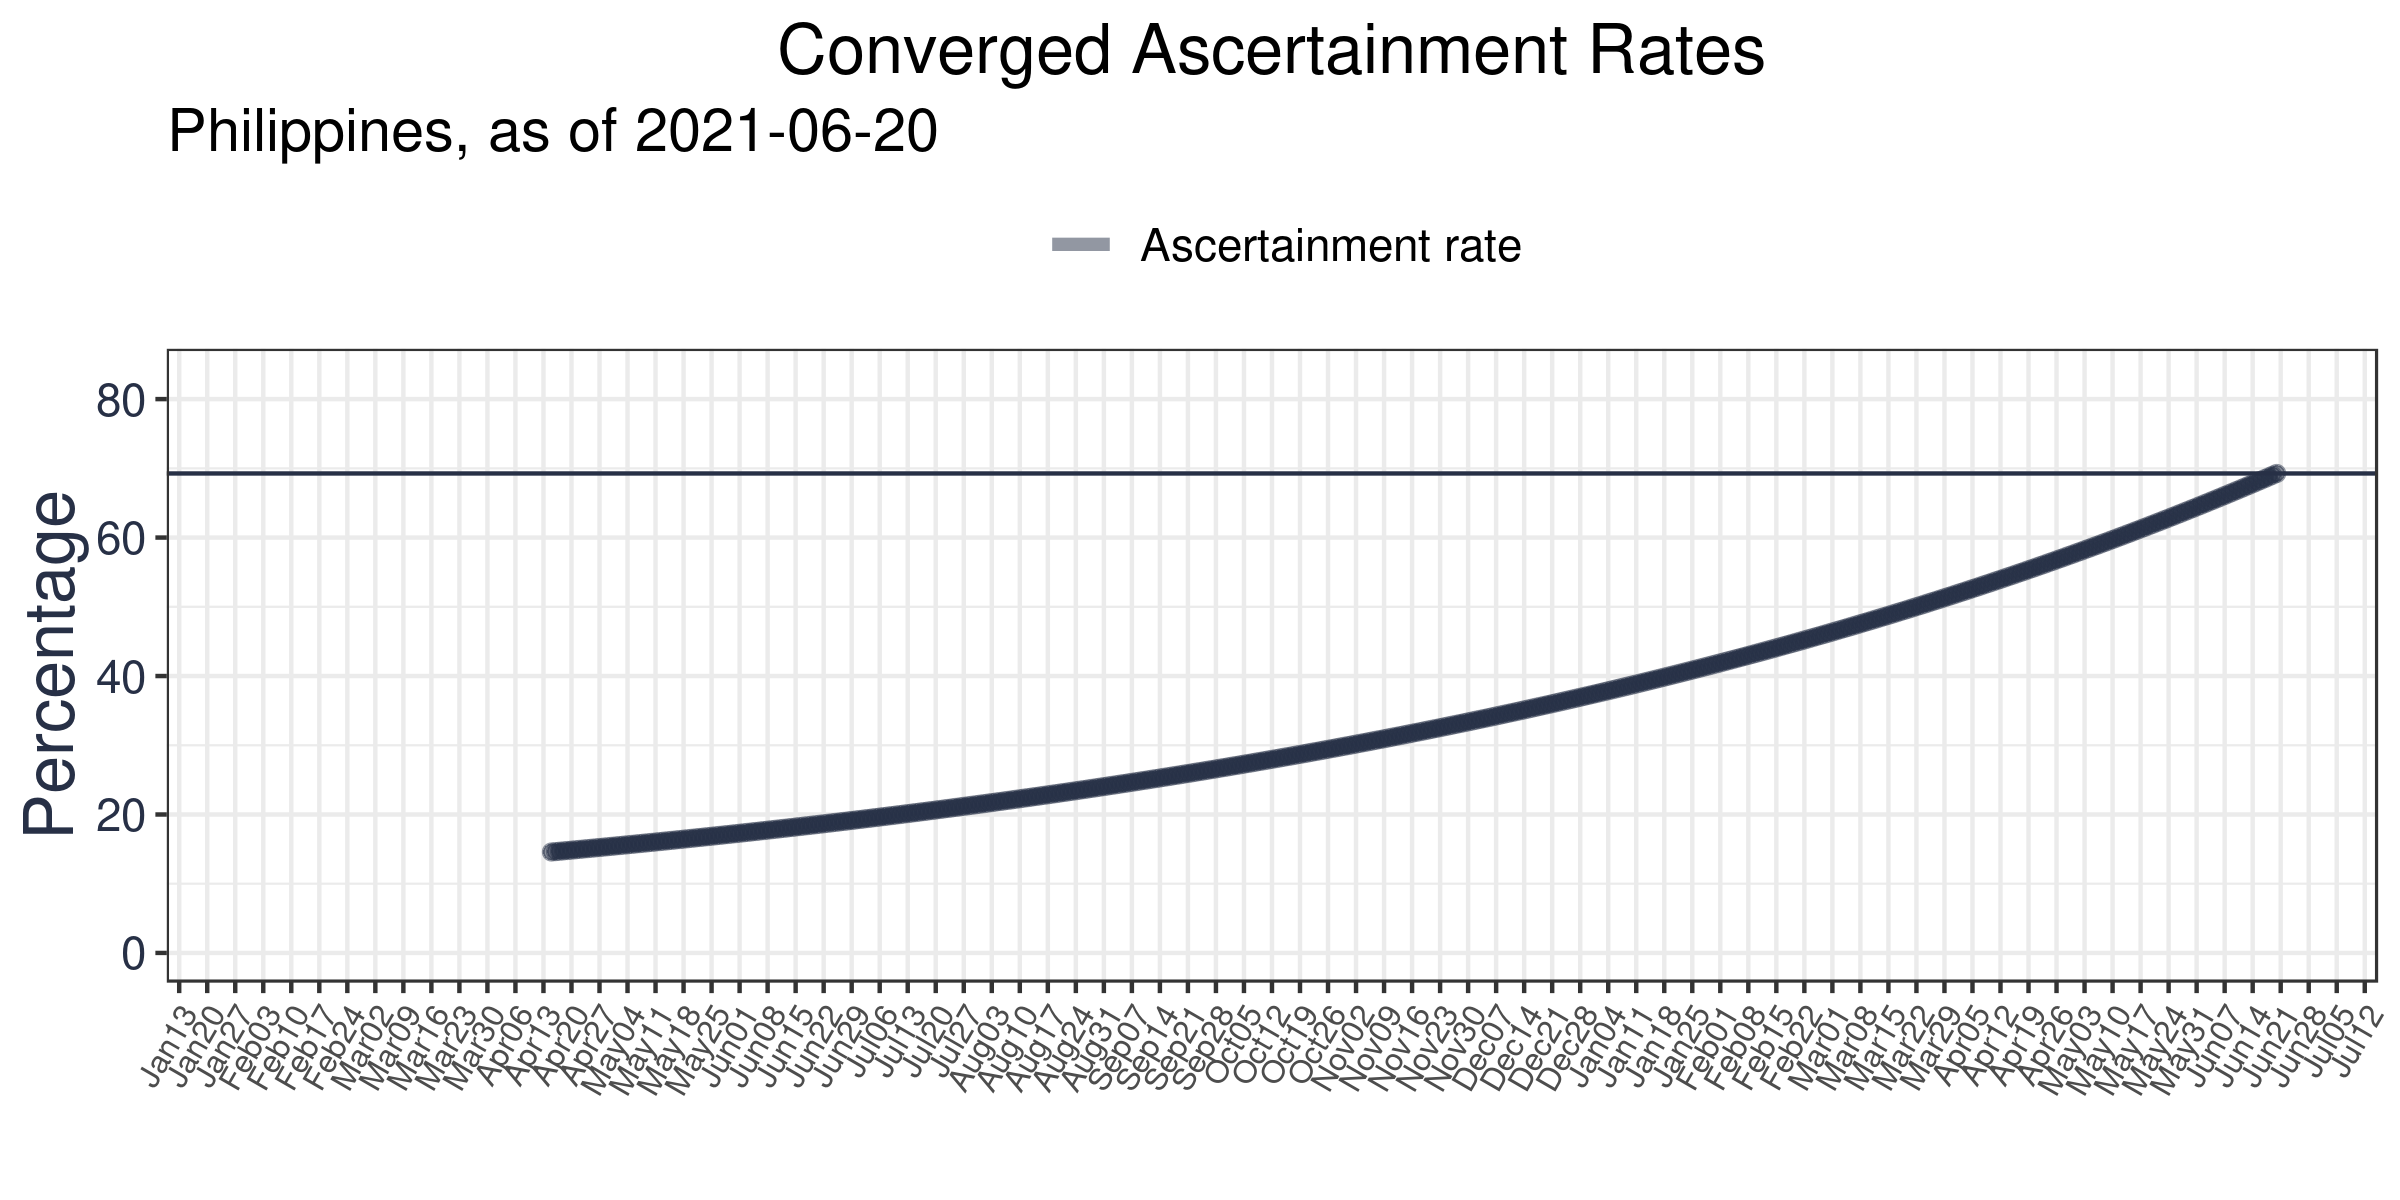 Converged Ascertainment Rates
Philippines, as of 2021-06-20
Ascertainment rate
Percentage
80
60
40
20
0
Jan13
Jan20
Jan27
Feb03
Feb10
Feb17
Feb24
Mar02
Mar09
Mar16
Mar23
Mar30
Apr06
Apr13
Apr20
Apr27
May04
May11
May18
May25
Jun01
Jun08
Jun15
Jun22
Jun29
Jul06
Jul13
Jul20
Jul27
Aug03
Aug10
Aug17
Aug24
Aug31
Sep07
Sep14
Sep21
Sep28
Oct05
Oct12
Oct19
Oct26
Nov02
Nov09
Nov16
Nov23
Nov30
Dec07
Dec14
Dec21
Dec28
Jan04
Jan11
Jan18
Jan25
Feb01
Feb08
Feb15
Feb22
Mar01
Mar08
Mar15
Mar22
Mar29
Apr05
Apr12
Apr19
Apr26
May03
May10
May17
May24
May31
Jun07
Jun14
Jun21
Jun28
Jul05
Jul12